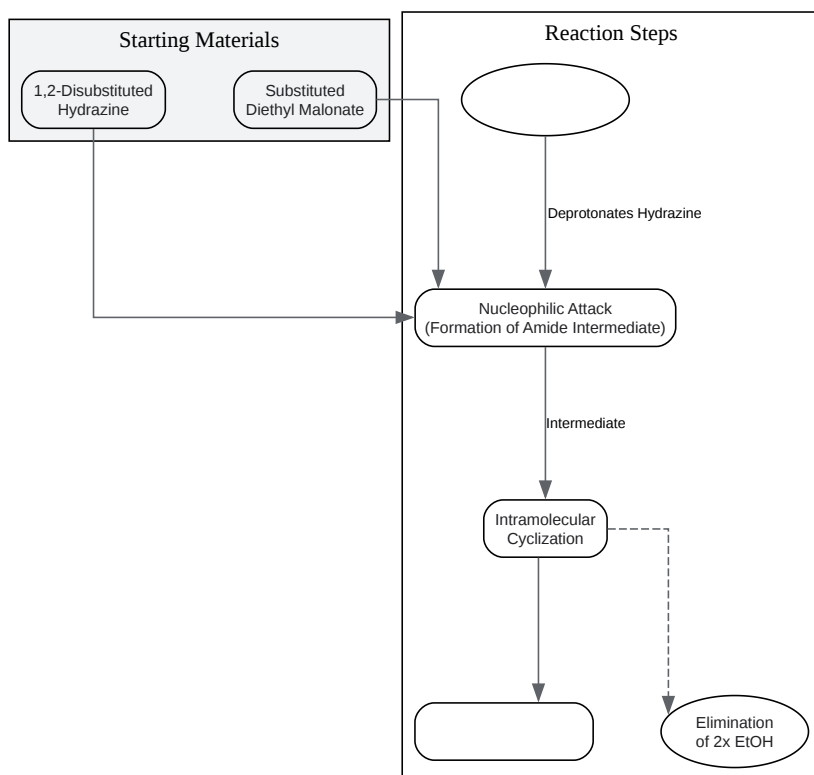 Starting Materials
1,2-Disubstituted
Hydrazine
Substituted
Diethyl Malonate
Reaction Steps
Deprotonates Hydrazine
Nucleophilic Attack
(Formation of Amide Intermediate)
Intermediate
Intramolecular
Cyclization
Elimination
of 2x EtOH